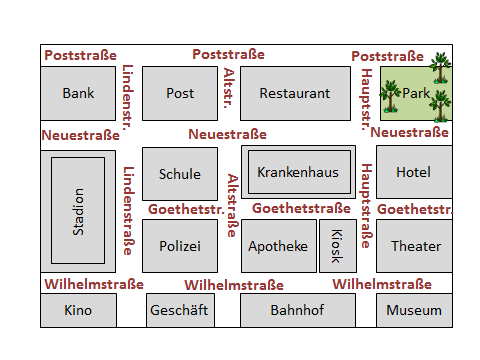 Poststraße Poststraße Poststraße
Bank
Lindenstr.
Post
Altstr.
Restaurant
Hauptstr.
Park
Neuestraße Neuestraße Neuestraße
Stadion
Lindenstraße
Schule
Altstraße
Krankenhaus
Hauptstraße
Hotel
Goethetstr. Goethetstraße Goethetstr.
Polizei
Apotheke
Kiosk
Theater
Wilhelmstraße Wilhelmstraße Wilhelmstraße
Kino
Geschäft
Bahnhof
Museum